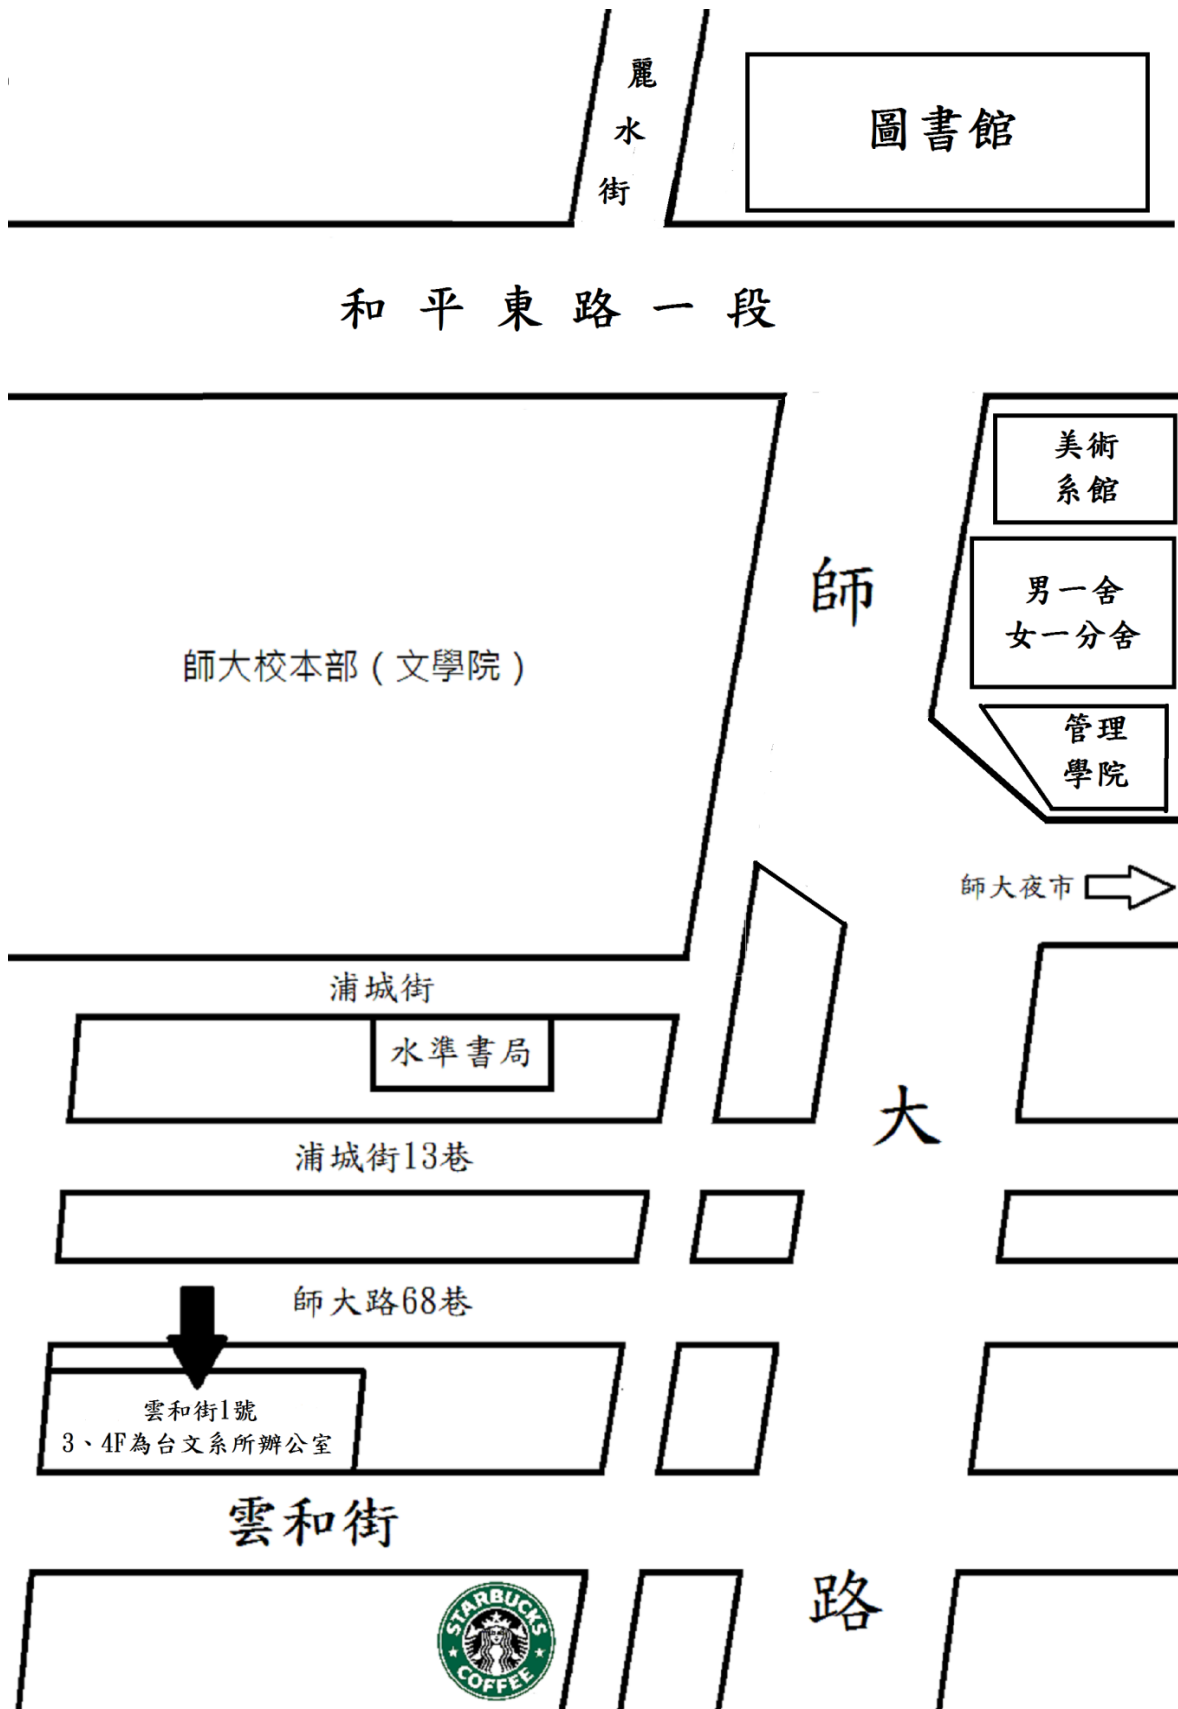 麗水街
圖書館
和平東路一段
美術
系館
師大路
男一舍
女一分舍
師大校本部（文學院）
管理
學院
師大夜市
浦城街
水準書局
浦城街13巷
師大路68巷
雲和街1號
3、4F為台文系所辦公室
雲和街
STARBUCKS
COFFEE